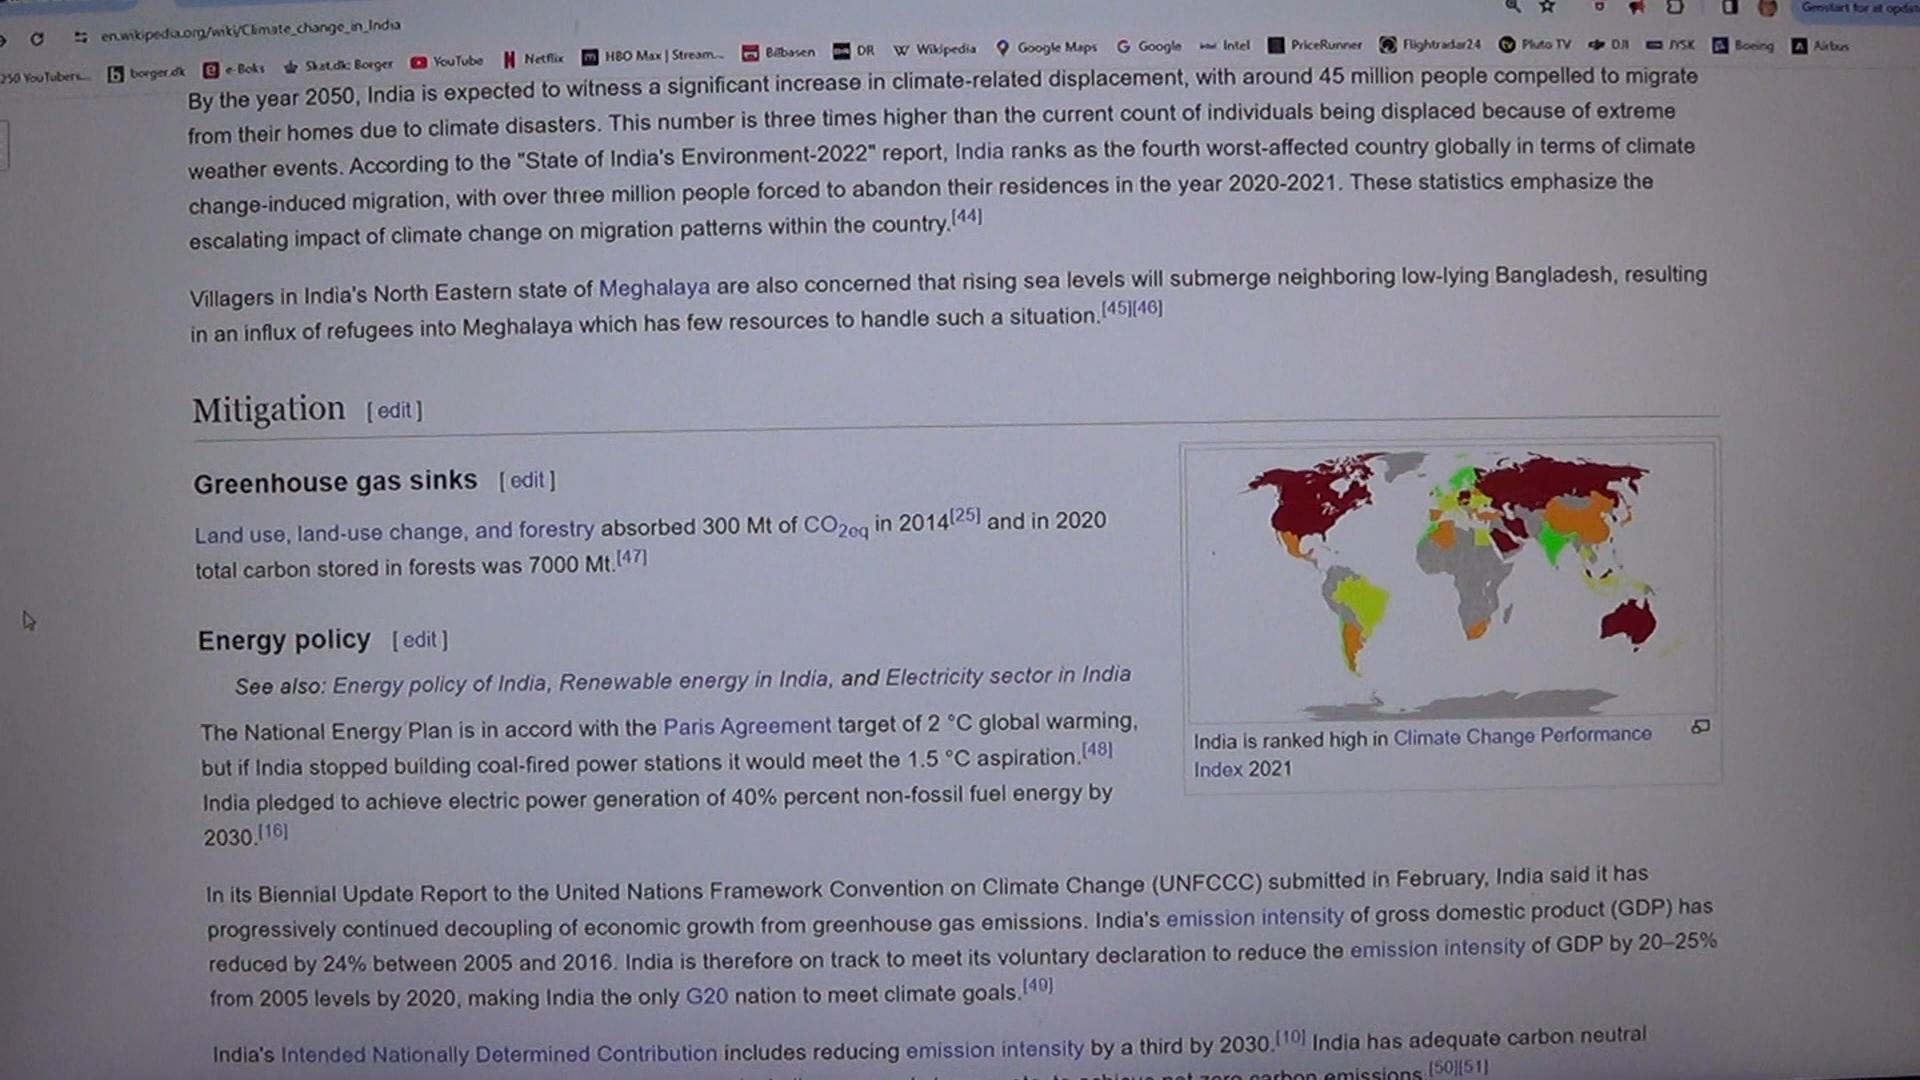 en.wikipedia.org/wiki/Climate_change_in_India
Genstart for at opdat
250 YouTubers... borger.dk e-Boks Skat.dk: Borger YouTube Netflix HBO Max | Stream... Bilbasen DR Wikipedia Google Maps Google Intel PriceRunner Flightradar24 Pluto TV DJI JYSK Boeing Airbus
By the year 2050, India is expected to witness a significant increase in climate-related displacement, with around 45 million people compelled to migrate
from their homes due to climate disasters. This number is three times higher than the current count of individuals being displaced because of extreme
weather events. According to the "State of India's Environment-2022" report, India ranks as the fourth worst-affected country globally in terms of climate
change-induced migration, with over three million people forced to abandon their residences in the year 2020-2021. These statistics emphasize the
escalating impact of climate change on migration patterns within the country.[44]
Villagers in India's North Eastern state of Meghalaya are also concerned that rising sea levels will submerge neighboring low-lying Bangladesh, resulting
in an influx of refugees into Meghalaya which has few resources to handle such a situation.[45][46]
Mitigation [edit]
Greenhouse gas sinks [edit]
Land use, land-use change, and forestry absorbed 300 Mt of CO2eq in 2014[25] and in 2020
total carbon stored in forests was 7000 Mt.[47]
Energy policy [edit]
See also: Energy policy of India, Renewable energy in India, and Electricity sector in India
The National Energy Plan is in accord with the Paris Agreement target of 2 °C global warming,
but if India stopped building coal-fired power stations it would meet the 1.5 °C aspiration.[48]
India pledged to achieve electric power generation of 40% percent non-fossil fuel energy by
2030.[16]
India is ranked high in Climate Change Performance
Index 2021
In its Biennial Update Report to the United Nations Framework Convention on Climate Change (UNFCCC) submitted in February, India said it has
progressively continued decoupling of economic growth from greenhouse gas emissions. India's emission intensity of gross domestic product (GDP) has
reduced by 24% between 2005 and 2016. India is therefore on track to meet its voluntary declaration to reduce the emission intensity of GDP by 20–25%
from 2005 levels by 2020, making India the only G20 nation to meet climate goals.[49]
India's Intended Nationally Determined Contribution includes reducing emission intensity by a third by 2030.[10] India has adequate carbon neutral
net zero carbon emissions.[50][51]